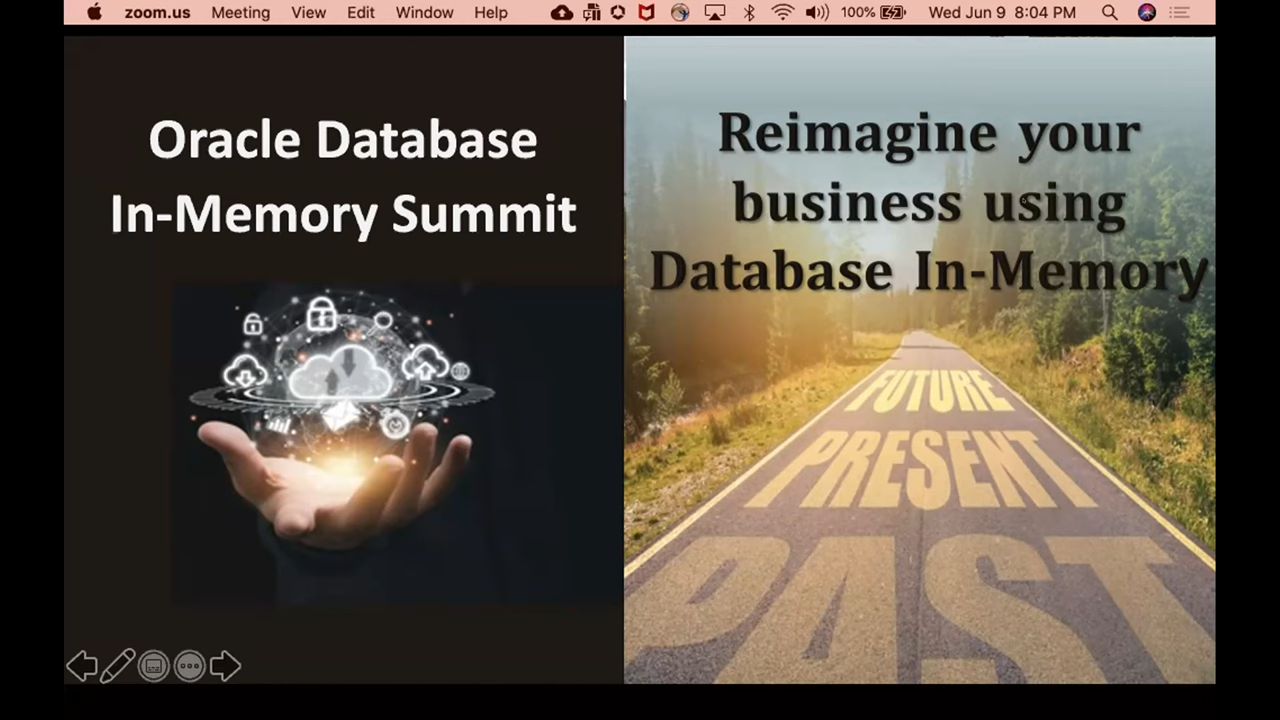 zoom.us Meeting View Edit Window Help 100% Wed Jun 9 8:04 PM
Oracle Database
In-Memory Summit
Reimagine your
business using
Database In-Memory
FUTURE
PRESENT
PAST